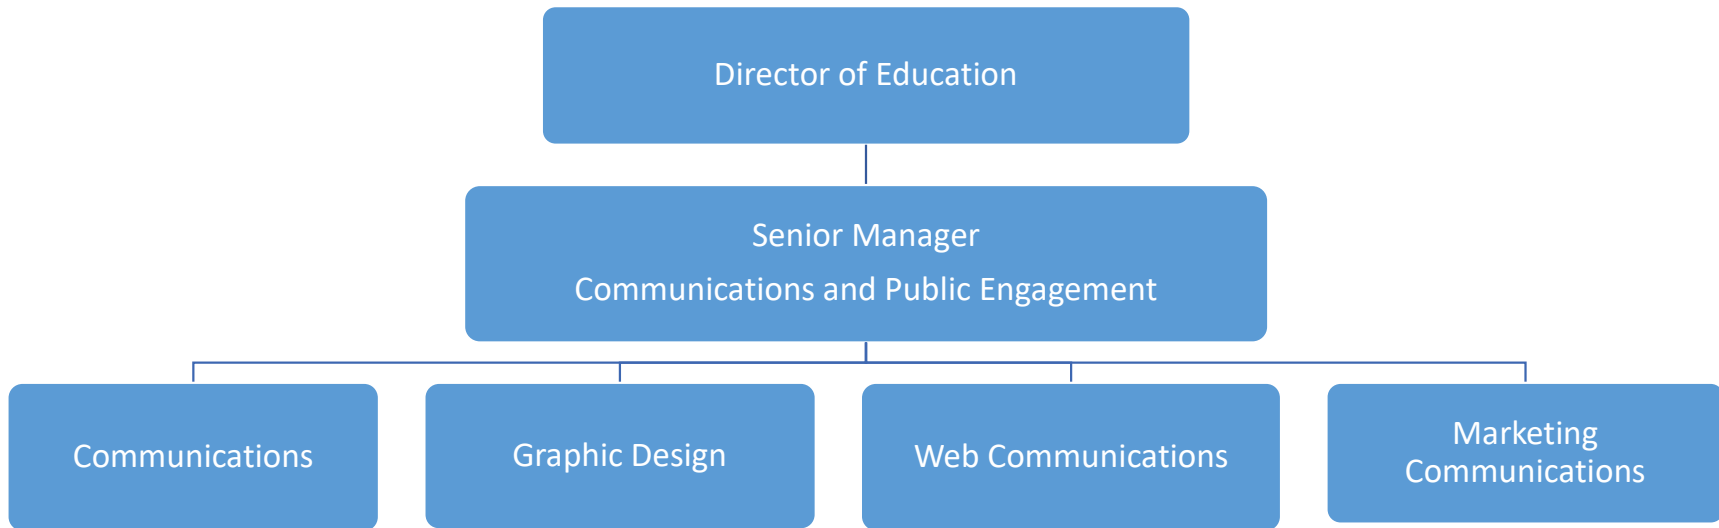 Director of Education
Senior Manager
Communications and Public Engagement
Communications
Graphic Design
Web Communications
Marketing
Communications